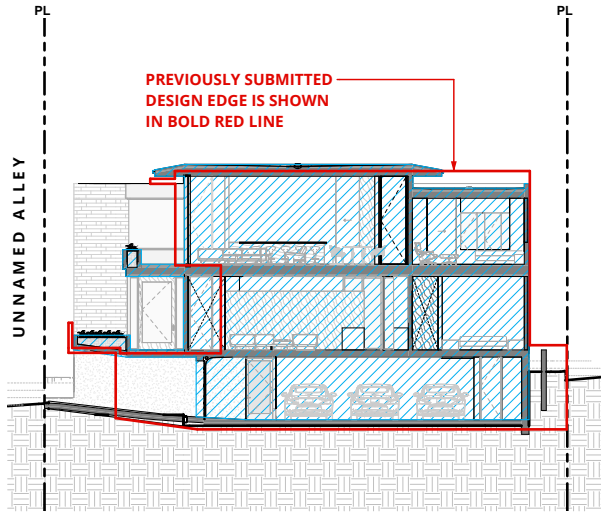 PL
PL
PREVIOUSLY SUBMITTED
DESIGN EDGE IS SHOWN
IN BOLD RED LINE
UNNAMED ALLEY